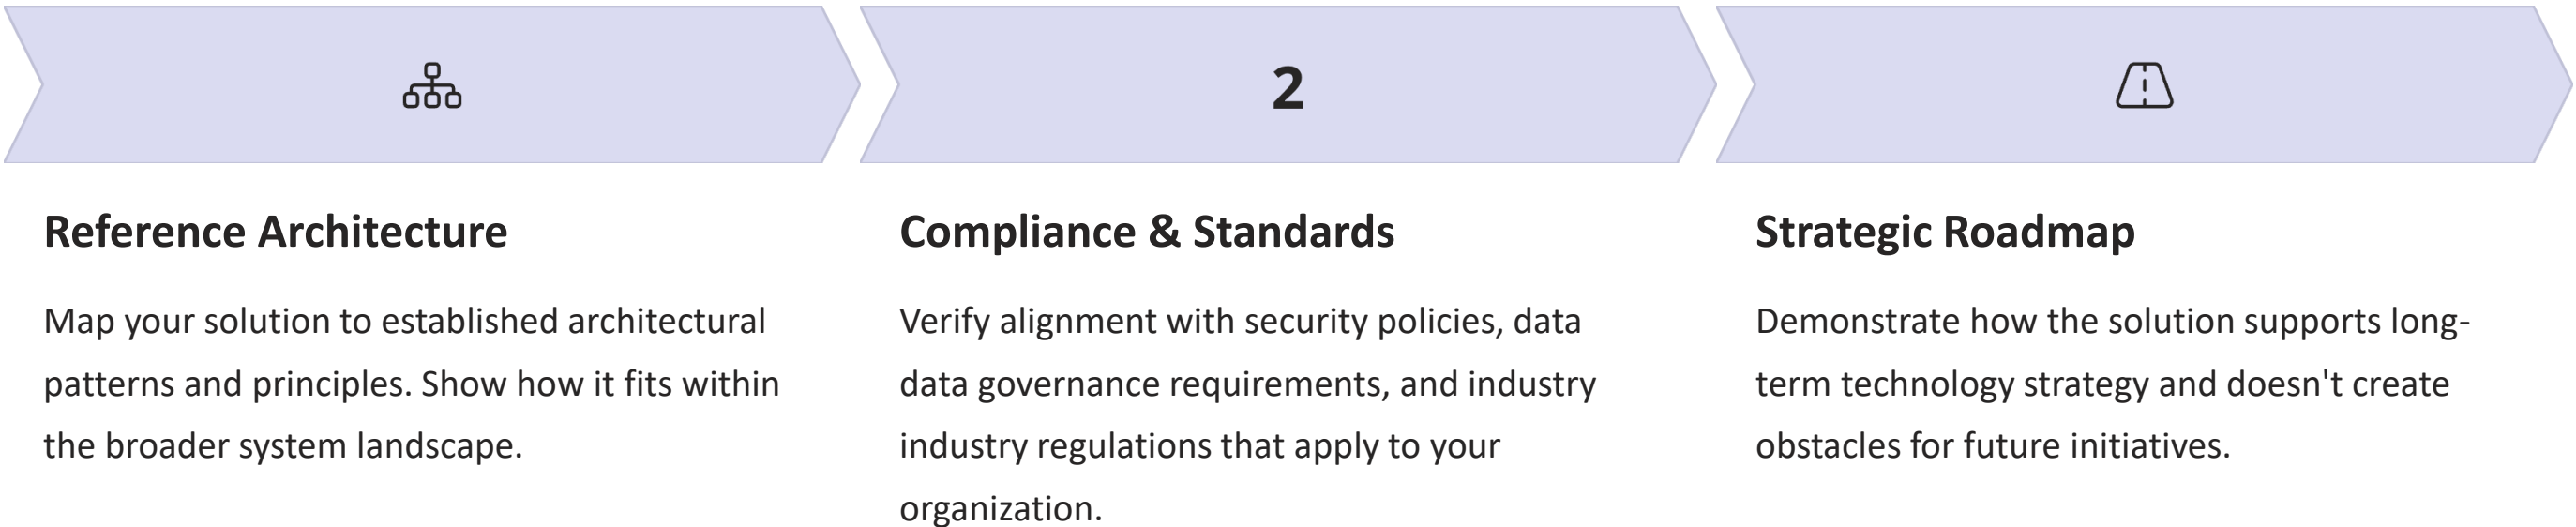 2
Reference Architecture
Map your solution to established architectural
patterns and principles. Show how it fits within
the broader system landscape.
Compliance & Standards
Verify alignment with security policies, data
data governance requirements, and industry
industry regulations that apply to your
organization.
Strategic Roadmap
Demonstrate how the solution supports long-
term technology strategy and doesn't create
obstacles for future initiatives.